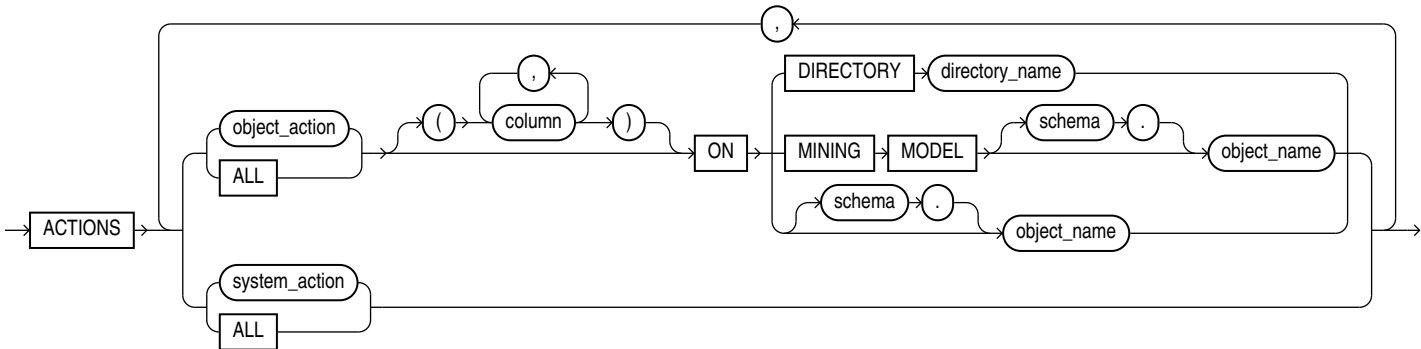 ,
,
DIRECTORY directory_name
object_action ( column ) schema .
ALL ON MINING MODEL object_name
schema .
ACTIONS object_name
system_action
ALL